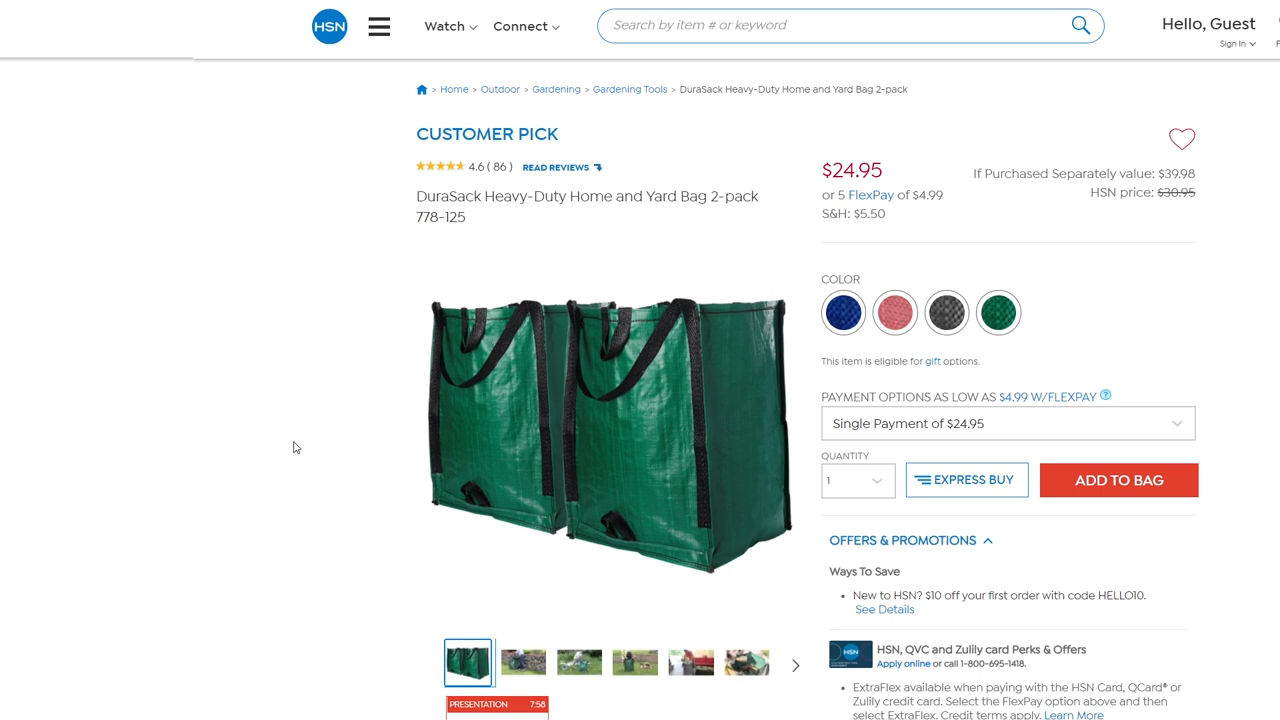 HSN
Watch
Connect
Search by item # or keyword
Hello, Guest
Sign In
> Home > Outdoor > Gardening > Gardening Tools > DuraSack Heavy-Duty Home and Yard Bag 2-pack
CUSTOMER PICK
4.6 ( 86 ) READ REVIEWS
DuraSack Heavy-Duty Home and Yard Bag 2-pack
778-125
$24.95
or 5 FlexPay of $4.99
S&H: $5.50
If Purchased Separately value: $39.98
HSN price: $30.95
COLOR
This item is eligible for gift options.
PAYMENT OPTIONS AS LOW AS $4.99 W/FLEXPAY ?
Single Payment of $24.95
QUANTITY
1
EXPRESS BUY
ADD TO BAG
OFFERS & PROMOTIONS
Ways To Save
• New to HSN? $10 off your first order with code HELLO10.
See Details
HSN, QVC and Zulily card Perks & Offers
Apply online or call 1-800-695-1418.
• ExtraFlex available when paying with the HSN Card, QCard® or
Zulily credit card. Select the FlexPay option above and then
select ExtraFlex. Credit terms apply. Learn More
PRESENTATION 7:58